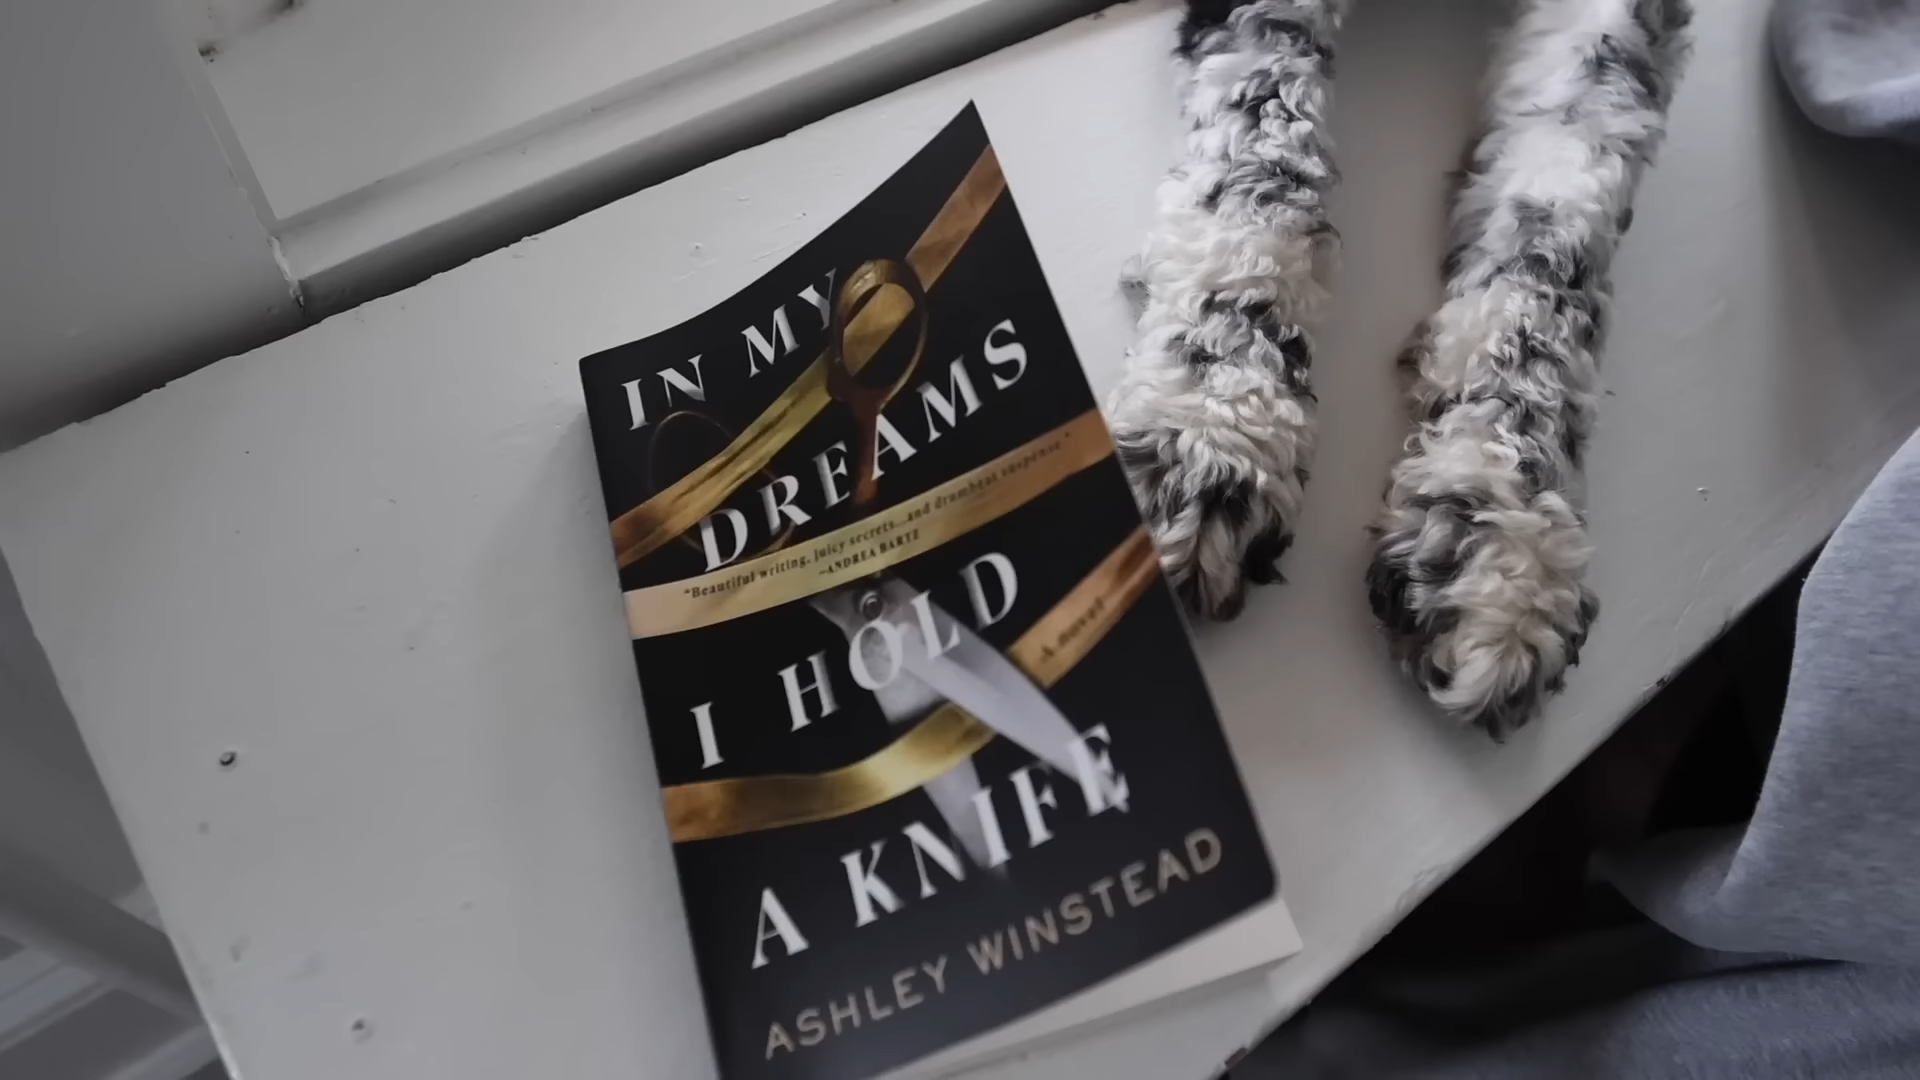 IN MY
DREAMS
"Beautiful writing, juicy secrets...and drumbeat suspense."
—ANDREA BARTZ
I HOLD
A novel
A KNIFE
ASHLEY WINSTEAD